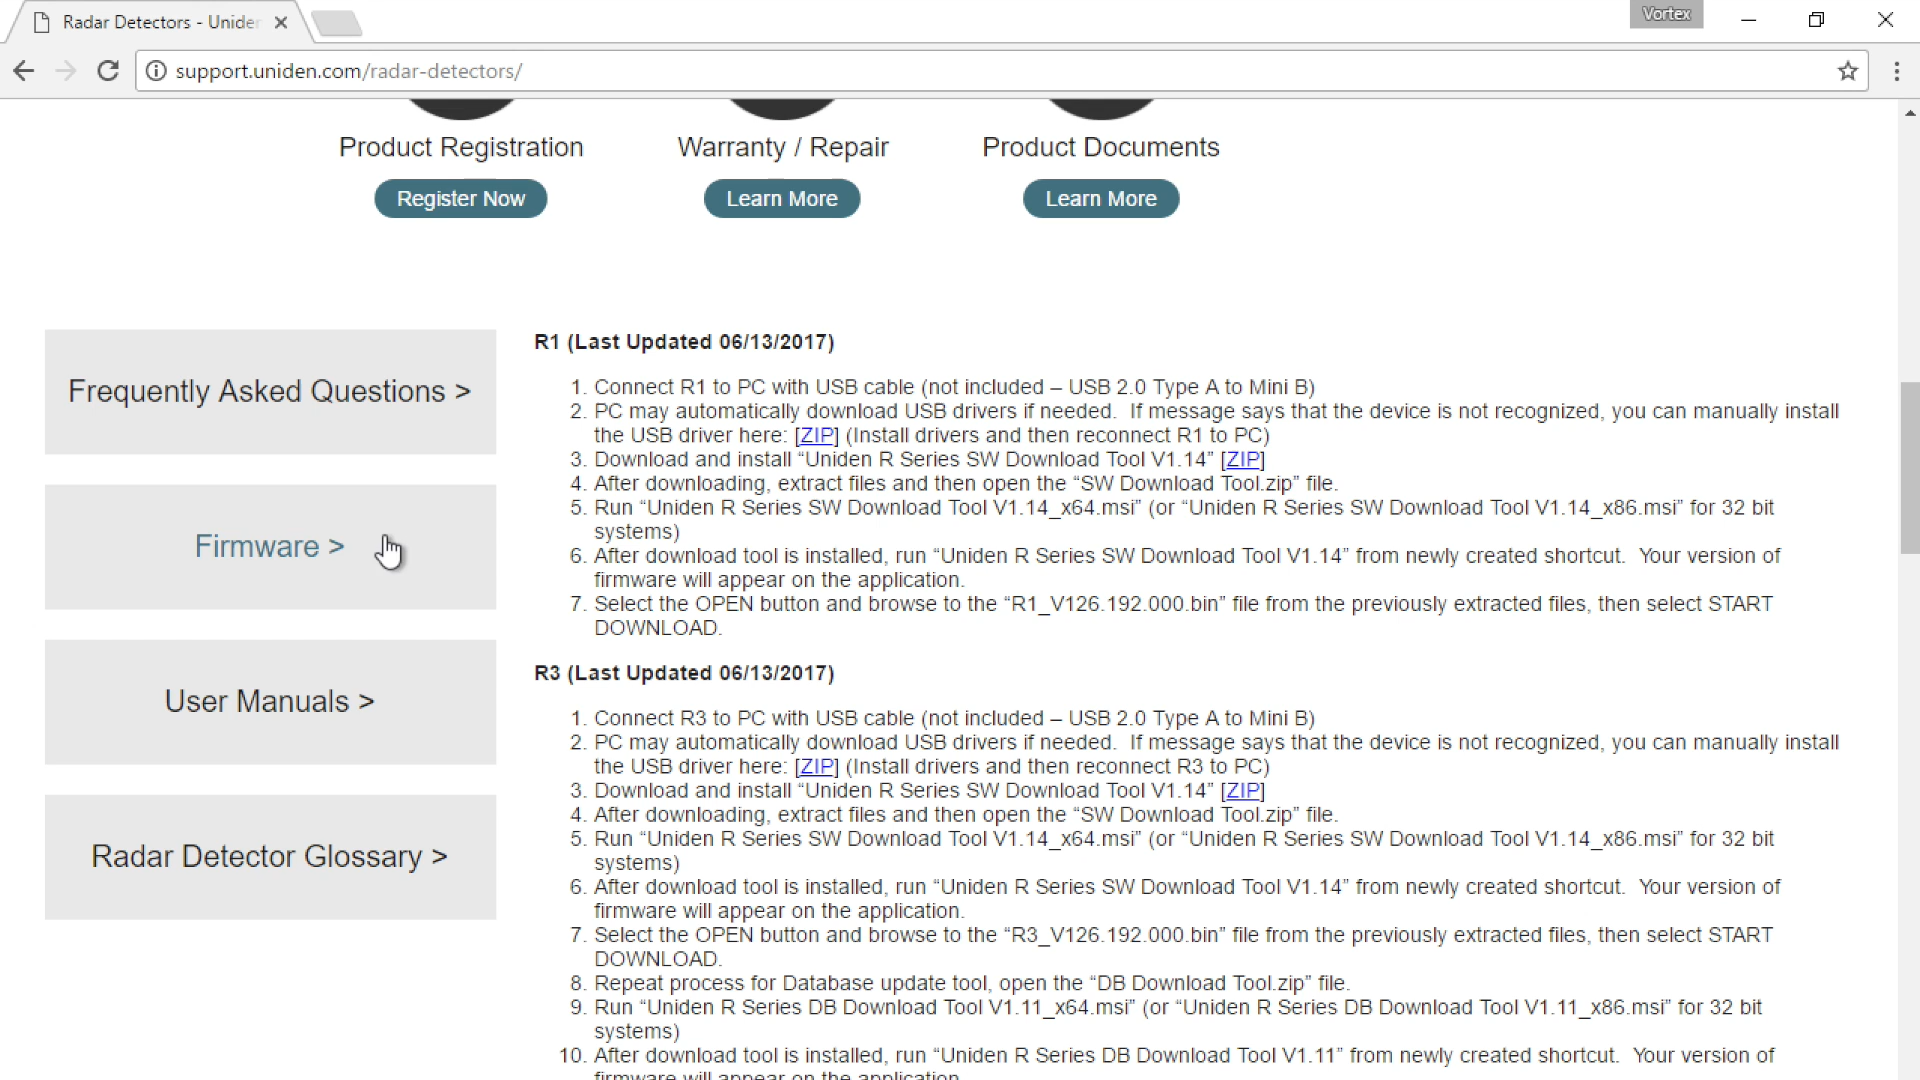 Radar Detectors - Uniden
Vortex
support.uniden.com/radar-detectors/
Product Registration
Warranty / Repair
Product Documents
Register Now
Learn More
Learn More
Frequently Asked Questions >
Firmware >
User Manuals >
Radar Detector Glossary >
R1 (Last Updated 06/13/2017)
1. Connect R1 to PC with USB cable (not included – USB 2.0 Type A to Mini B)
2. PC may automatically download USB drivers if needed. If message says that the device is not recognized, you can manually install
the USB driver here: [ZIP] (Install drivers and then reconnect R1 to PC)
3. Download and install “Uniden R Series SW Download Tool V1.14” [ZIP]
4. After downloading, extract files and then open the “SW Download Tool.zip” file.
5. Run “Uniden R Series SW Download Tool V1.14_x64.msi” (or “Uniden R Series SW Download Tool V1.14_x86.msi” for 32 bit
systems)
6. After download tool is installed, run “Uniden R Series SW Download Tool V1.14” from newly created shortcut. Your version of
firmware will appear on the application.
7. Select the OPEN button and browse to the “R1_V126.192.000.bin” file from the previously extracted files, then select START
DOWNLOAD.
R3 (Last Updated 06/13/2017)
1. Connect R3 to PC with USB cable (not included – USB 2.0 Type A to Mini B)
2. PC may automatically download USB drivers if needed. If message says that the device is not recognized, you can manually install
the USB driver here: [ZIP] (Install drivers and then reconnect R3 to PC)
3. Download and install “Uniden R Series SW Download Tool V1.14” [ZIP]
4. After downloading, extract files and then open the “SW Download Tool.zip” file.
5. Run “Uniden R Series SW Download Tool V1.14_x64.msi” (or “Uniden R Series SW Download Tool V1.14_x86.msi” for 32 bit
systems)
6. After download tool is installed, run “Uniden R Series SW Download Tool V1.14” from newly created shortcut. Your version of
firmware will appear on the application.
7. Select the OPEN button and browse to the “R3_V126.192.000.bin” file from the previously extracted files, then select START
DOWNLOAD.
8. Repeat process for Database update tool, open the “DB Download Tool.zip” file.
9. Run “Uniden R Series DB Download Tool V1.11_x64.msi” (or “Uniden R Series DB Download Tool V1.11_x86.msi” for 32 bit
systems)
10. After download tool is installed, run “Uniden R Series DB Download Tool V1.11” from newly created shortcut. Your version of
firmware will appear on the application.